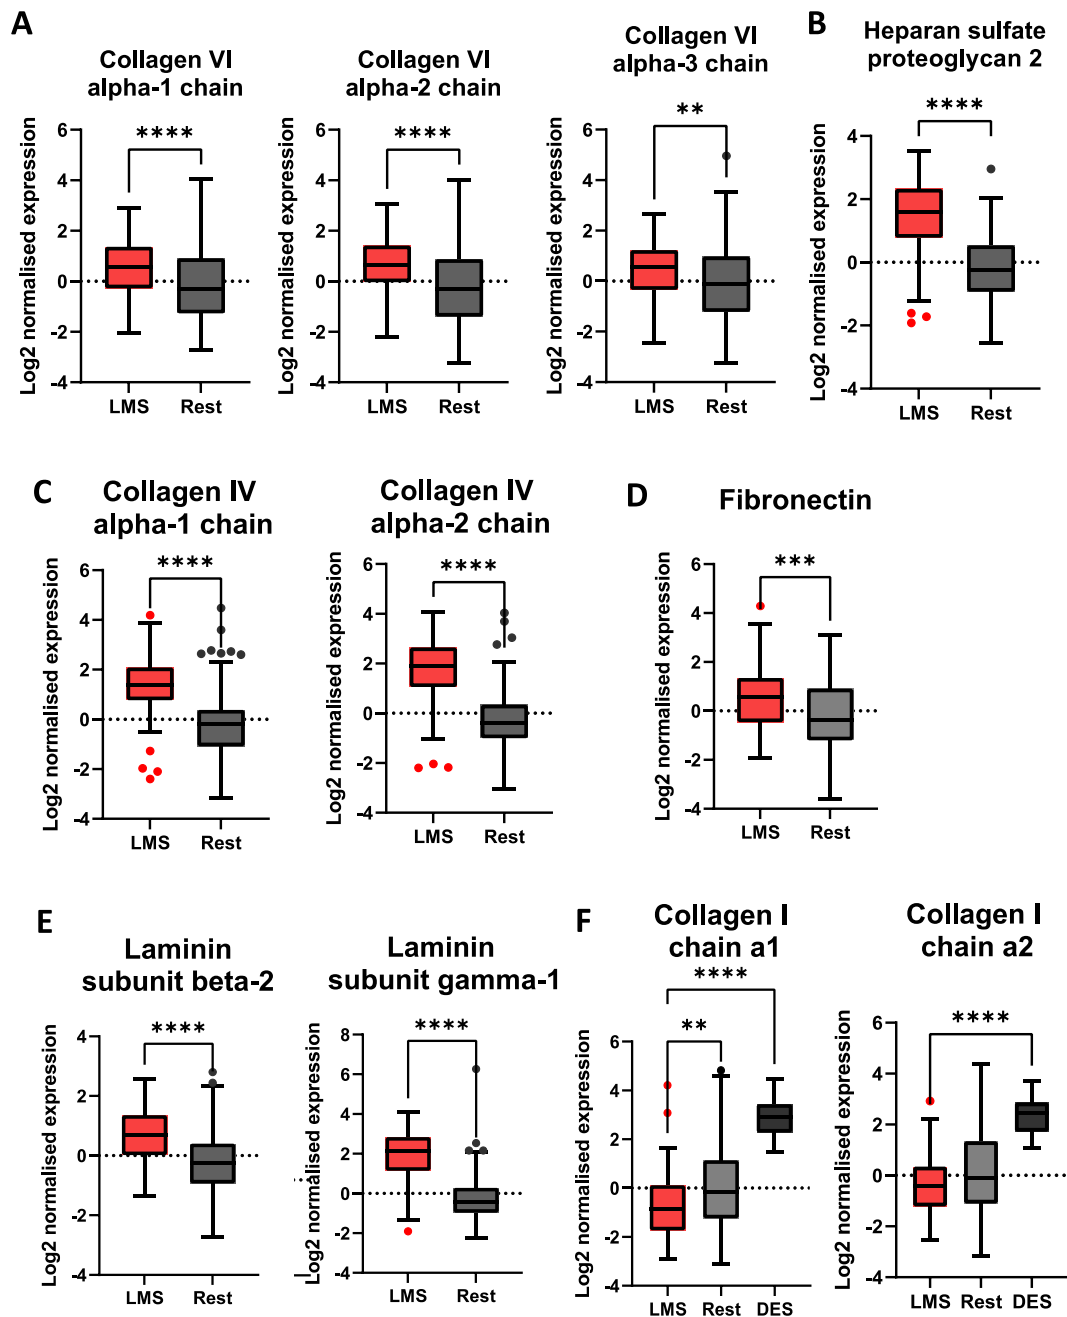 A
Collagen VI
alpha-1 chain
Collagen VI
alpha-2 chain
Collagen VI
alpha-3 chain
B
Heparan sulfate
proteoglycan 2
Log2 normalised expression
6
4
2
0
-2
-4
****
LMS Rest
Log2 normalised expression
6
4
2
0
-2
-4
****
LMS Rest
Log2 normalised expression
6
4
2
0
-2
-4
**
LMS Rest
Log2 normalised expression
4
2
0
-2
-4
****
LMS Rest
C
Collagen IV
alpha-1 chain
Collagen IV
alpha-2 chain
D
Fibronectin
Log2 normalised expression
6
4
2
0
-2
-4
****
LMS Rest
Log2 normalised expression
6
4
2
0
-2
-4
****
LMS Rest
Log2 normalised expression
6
4
2
0
-2
-4
***
LMS Rest
E
Laminin
subunit beta-2
Laminin
subunit gamma-1
F
Collagen I
chain a1
Collagen I
chain a2
Log2 normalised expression
4
2
0
-2
-4
****
LMS Rest
Log2 normalised expression
8
6
4
2
0
-2
-4
****
LMS Rest
Log2 normalised expression
6
4
2
0
-2
-4
****
**
LMS Rest DES
Log2 normalised expression
6
4
2
0
-2
-4
****
LMS Rest DES